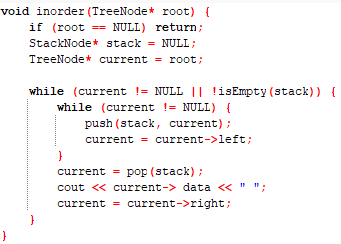 void inorder(TreeNode* root) {
    if (root == NULL) return;
    StackNode* stack = NULL;
    TreeNode* current = root;

    while (current != NULL || !isEmpty(stack)) {
        while (current != NULL) {
            push(stack, current);
            current = current->left;
        }
        current = pop(stack);
        cout << current-> data << " ";
        current = current->right;
    }
}